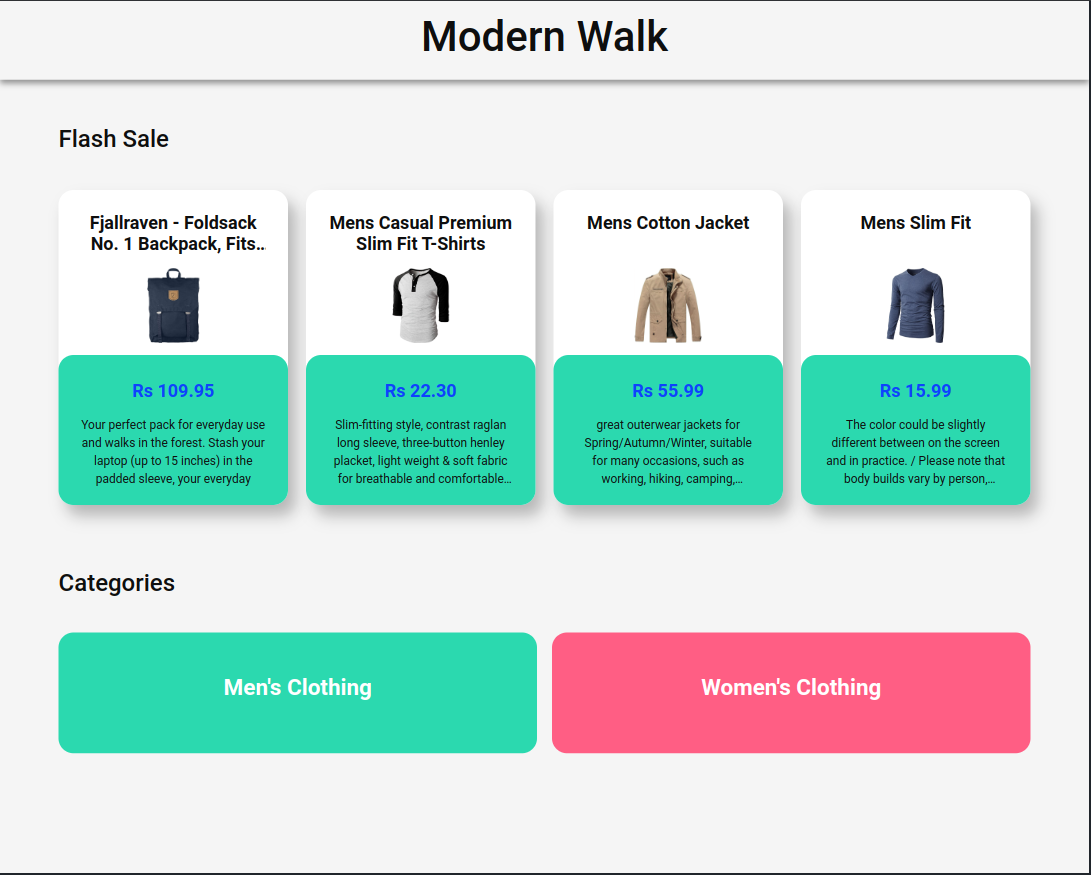 Modern Walk
Flash Sale
Fjallraven - Foldsack
No. 1 Backpack, Fits…
Rs 109.95
Your perfect pack for everyday use
and walks in the forest. Stash your
laptop (up to 15 inches) in the
padded sleeve, your everyday
Mens Casual Premium
Slim Fit T-Shirts
Rs 22.30
Slim-fitting style, contrast raglan
long sleeve, three-button henley
placket, light weight & soft fabric
for breathable and comfortable…
Mens Cotton Jacket
Rs 55.99
great outerwear jackets for
Spring/Autumn/Winter, suitable
for many occasions, such as
working, hiking, camping,…
Mens Slim Fit
Rs 15.99
The color could be slightly
different between on the screen
and in practice. / Please note that
body builds vary by person,…
Categories
Men's Clothing
Women's Clothing